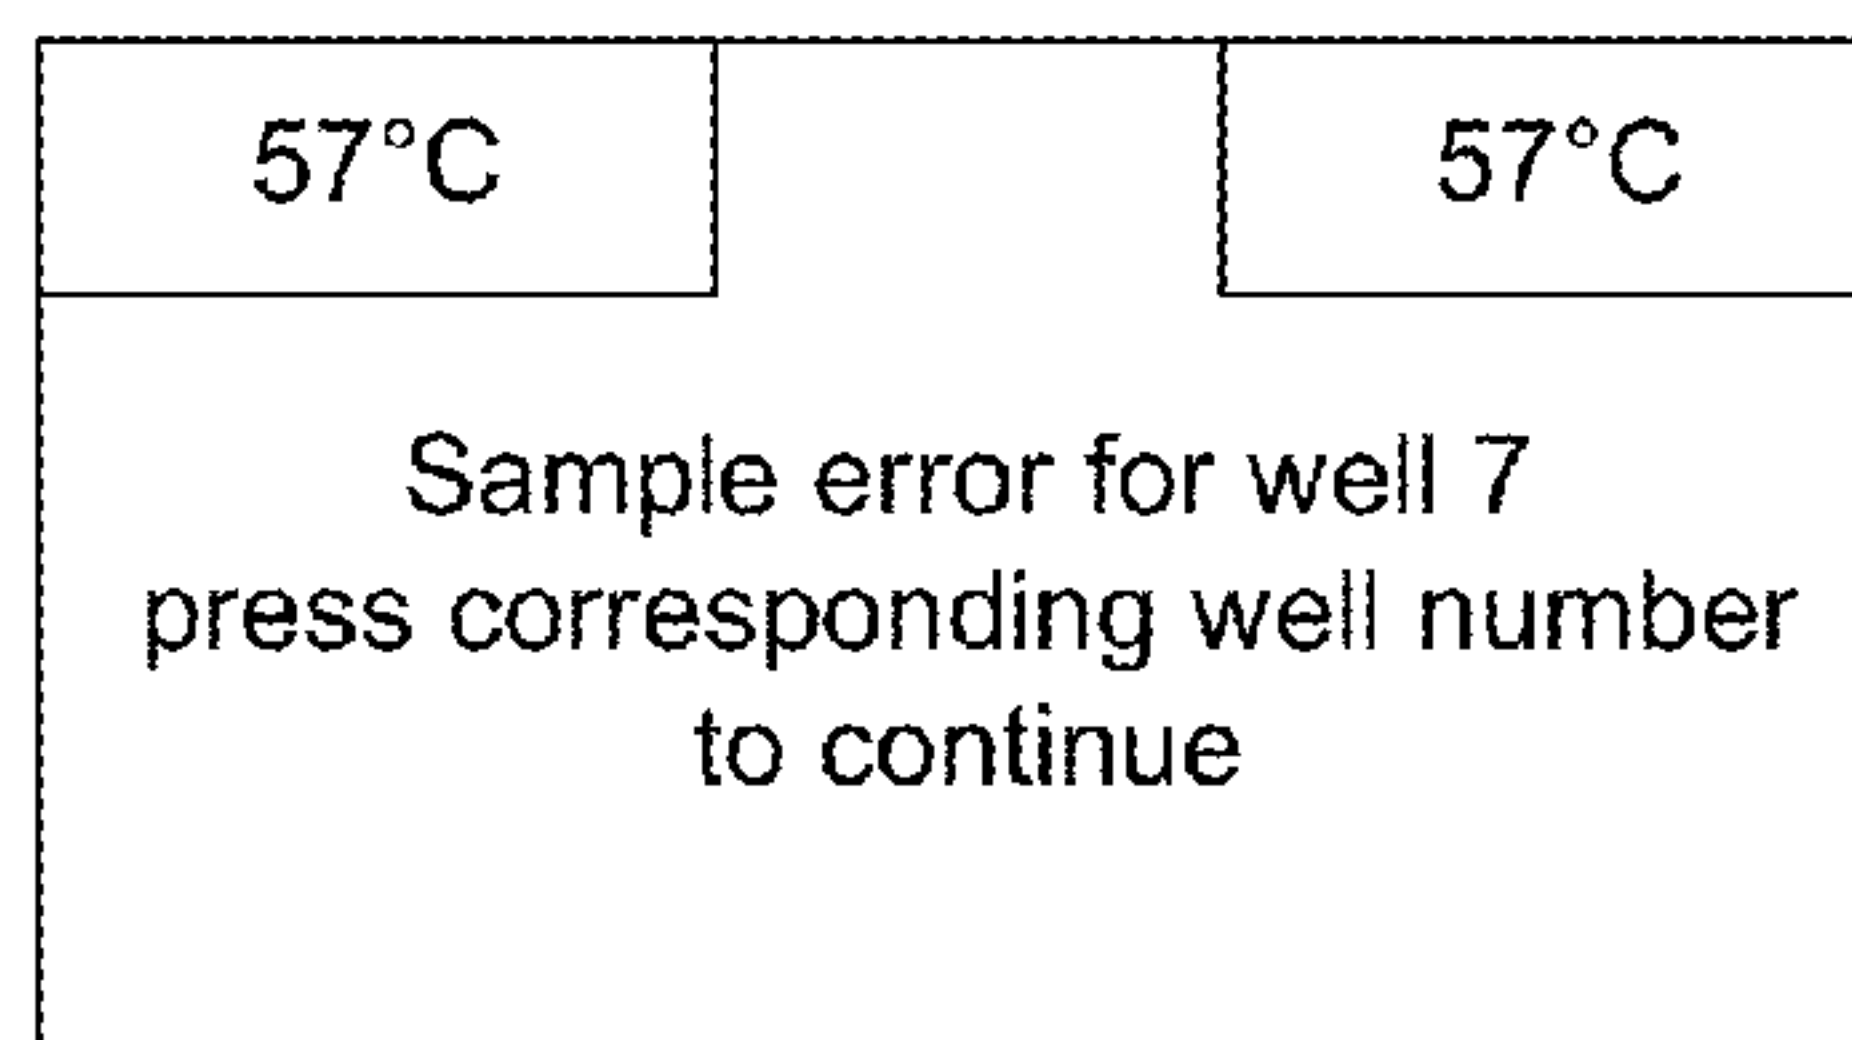 57°C 57°C
Sample error for well 7
press corresponding well number
to continue